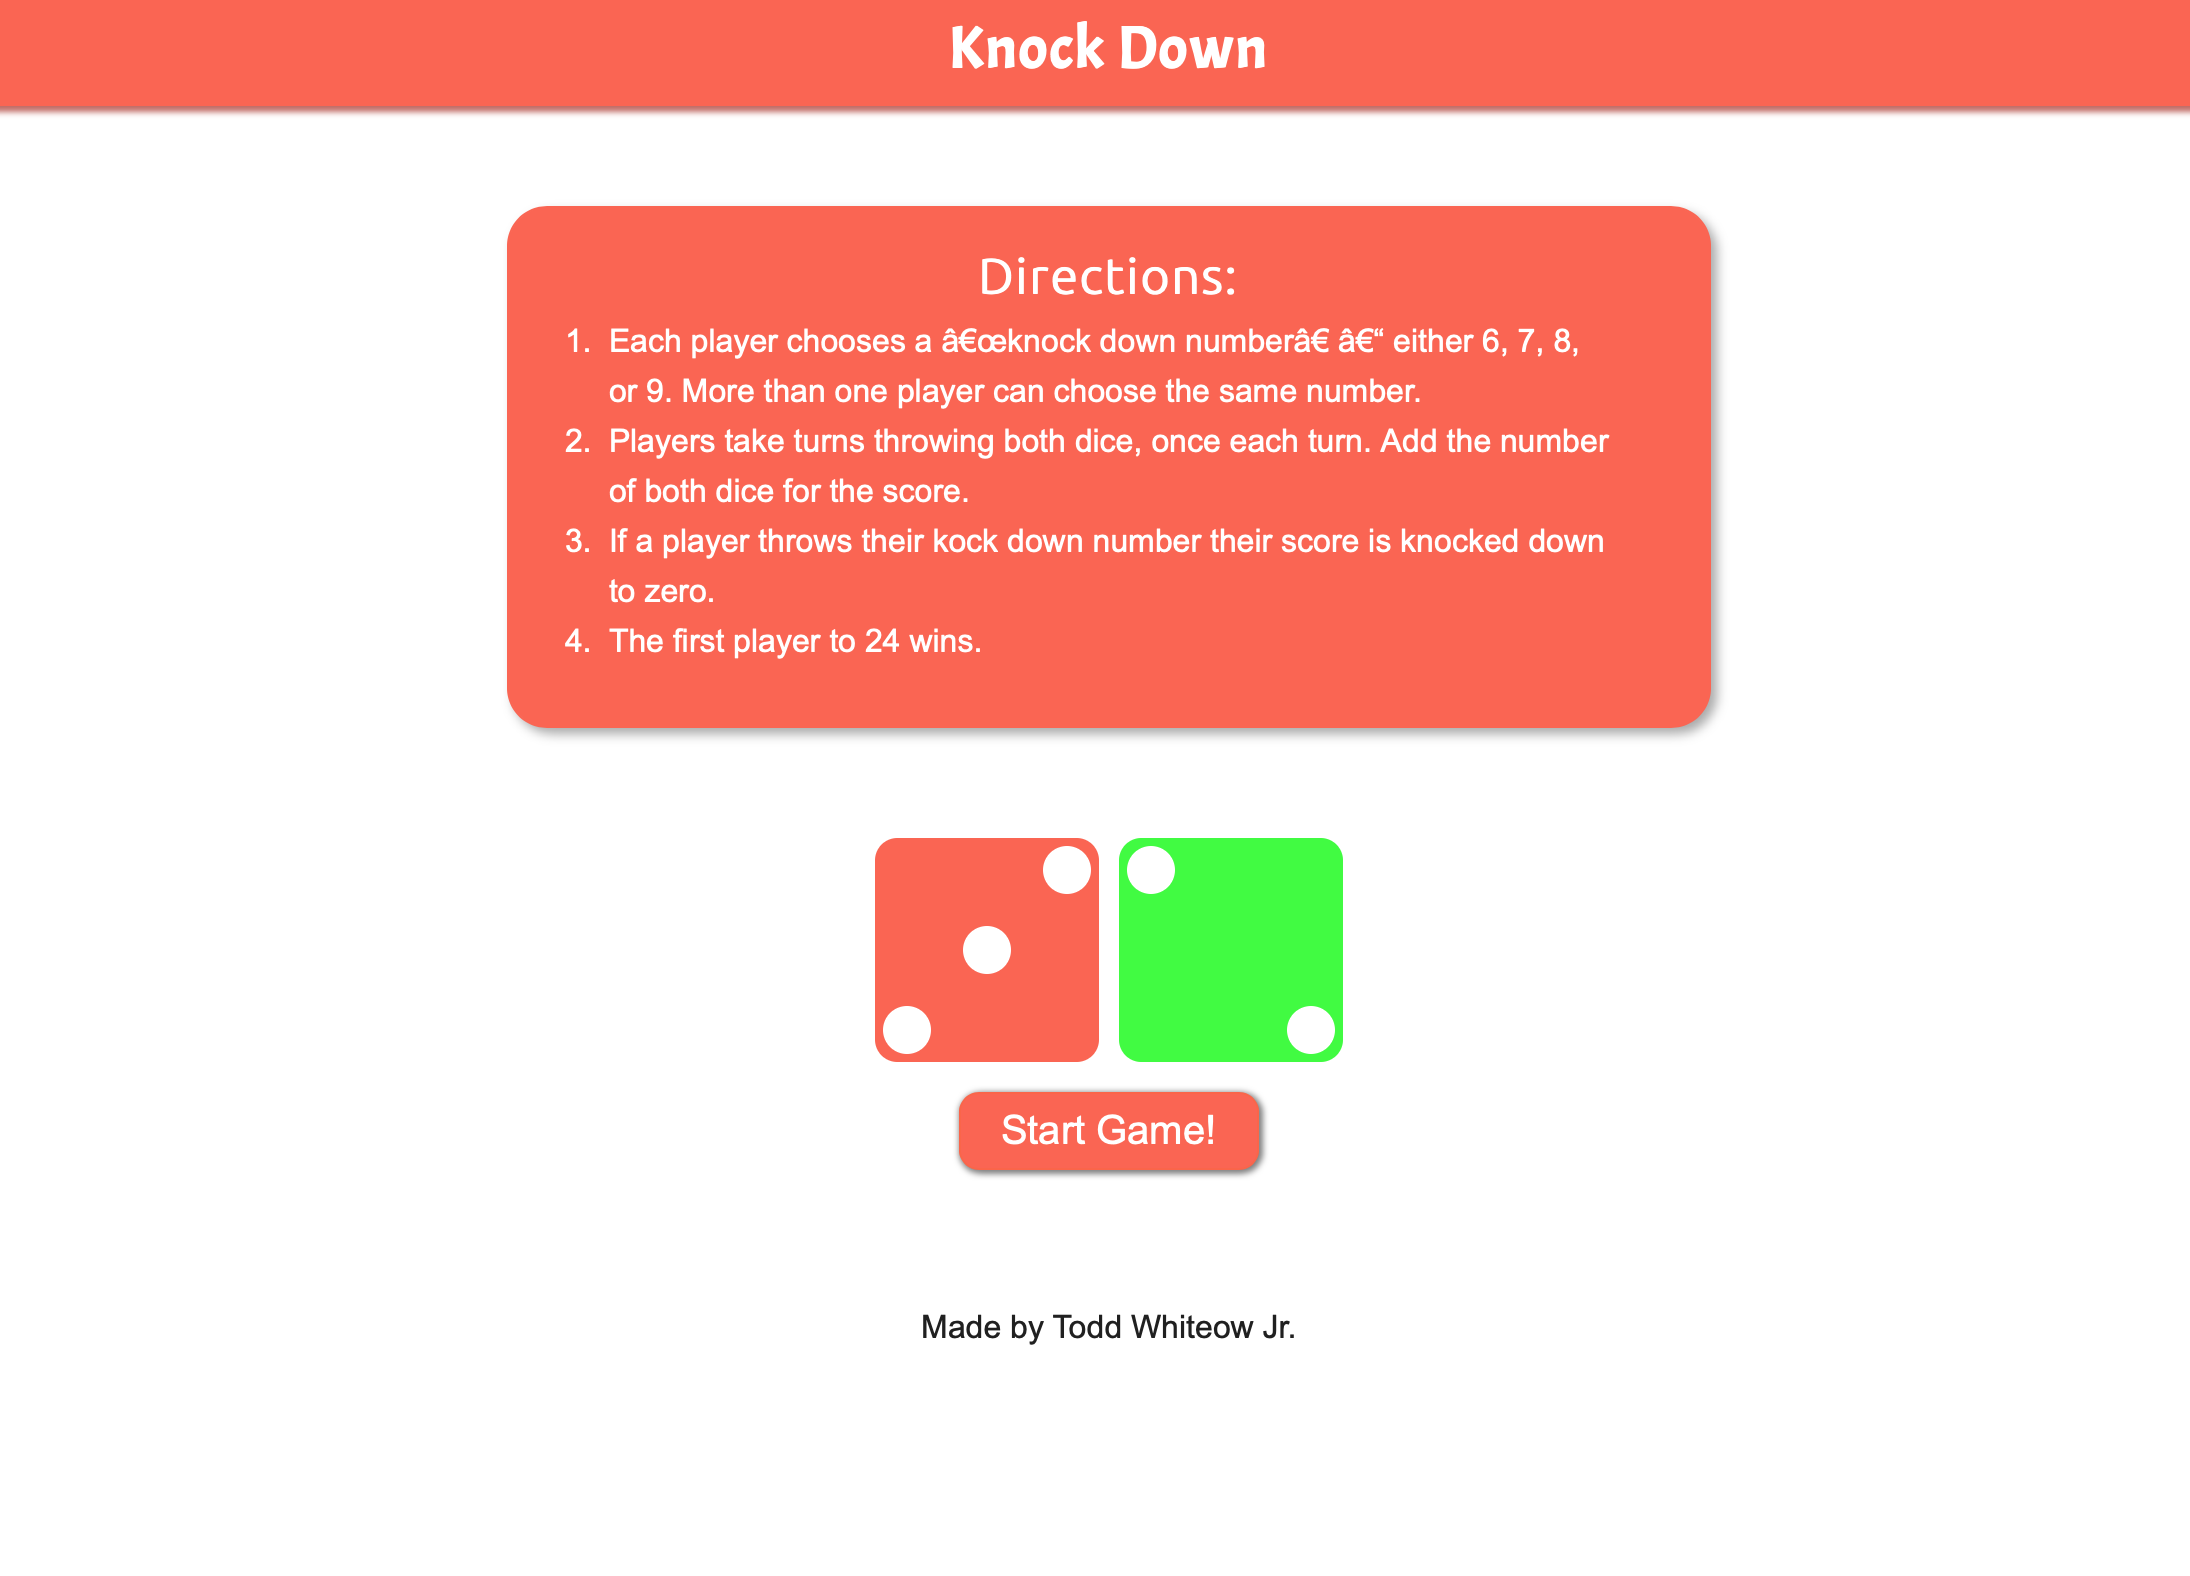 Knock Down
Directions:
1. Each player chooses a â€œknock down numberâ€ â€“ either 6, 7, 8,
or 9. More than one player can choose the same number.
2. Players take turns throwing both dice, once each turn. Add the number
of both dice for the score.
3. If a player throws their kock down number their score is knocked down
to zero.
4. The first player to 24 wins.
Start Game!
Made by Todd Whiteow Jr.